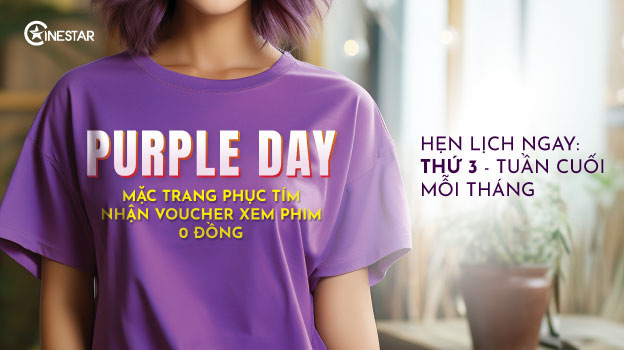 CINESTAR
PURPLE DAY
MẶC TRANG PHỤC TÍM
NHẬN VOUCHER XEM PHIM
0 ĐỒNG
HẸN LỊCH NGAY:
THỨ 3 - TUẦN CUỐI
MỖI THÁNG